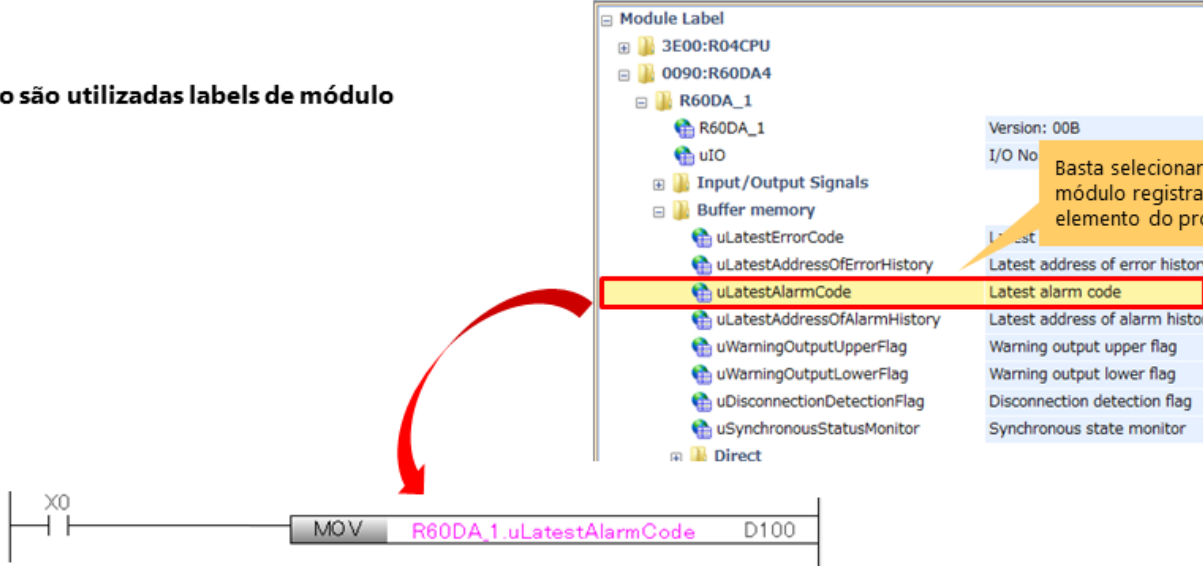 Module Label
3E00:R04CPU
0090:R60DA4
o são utilizadas labels de módulo
R60DA_1
R60DA_1 Version: 00B
uIO I/O No
Basta selecionar
módulo registra
elemento do pro
Input/Output Signals
Buffer memory
uLatestErrorCode
uLatestAddressOfErrorHistory Latest address of error history
uLatestAlarmCode Latest alarm code
uLatestAddressOfAlarmHistory Latest address of alarm histo
uWarningOutputUpperFlag Warning output upper flag
uWarningOutputLowerFlag Warning output lower flag
uDisconnectionDetectionFlag Disconnection detection flag
uSynchronousStatusMonitor Synchronous state monitor
Direct
X0
MOV R60DA_1.uLatestAlarmCode D100